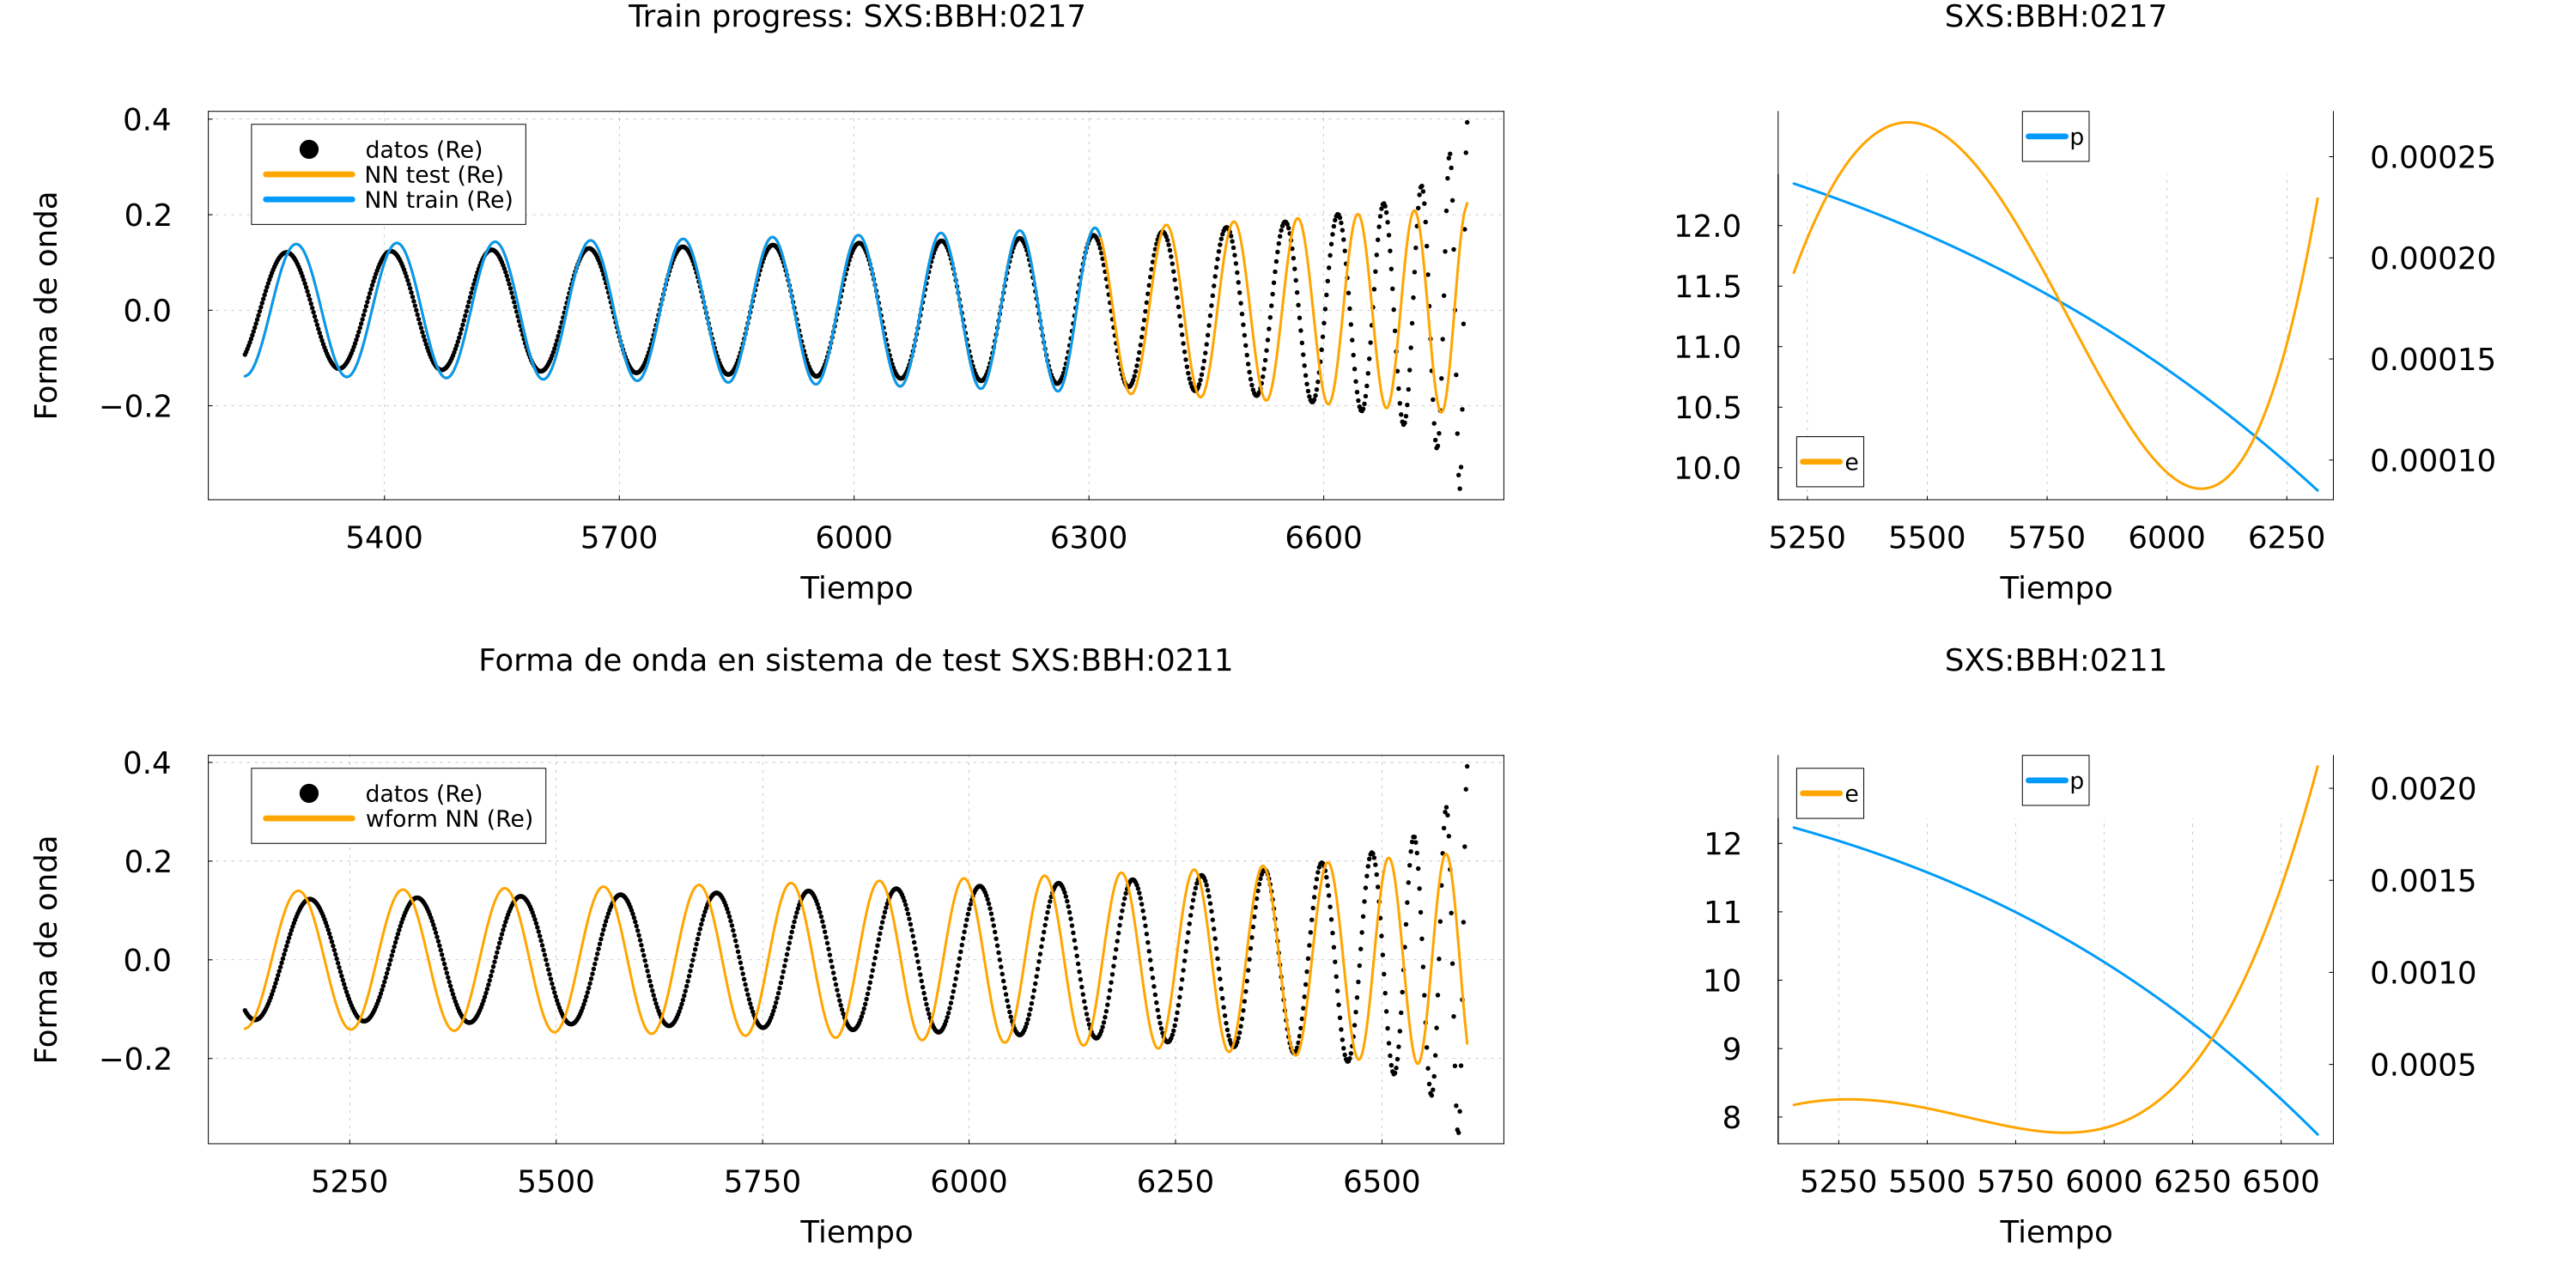 Train progress: SXS:BBH:0217
0.4
0.2
0.0
−0.2
Forma de onda
datos (Re)
NN test (Re)
NN train (Re)
5400 5700 6000 6300 6600
Tiempo
SXS:BBH:0217
p
e
12.0
11.5
11.0
10.5
10.0
0.00025
0.00020
0.00015
0.00010
5250 5500 5750 6000 6250
Tiempo
Forma de onda en sistema de test SXS:BBH:0211
0.4
0.2
0.0
−0.2
Forma de onda
datos (Re)
wform NN (Re)
5250 5500 5750 6000 6250 6500
Tiempo
SXS:BBH:0211
e
p
12
11
10
9
8
0.0020
0.0015
0.0010
0.0005
5250 5500 5750 6000 6250 6500
Tiempo